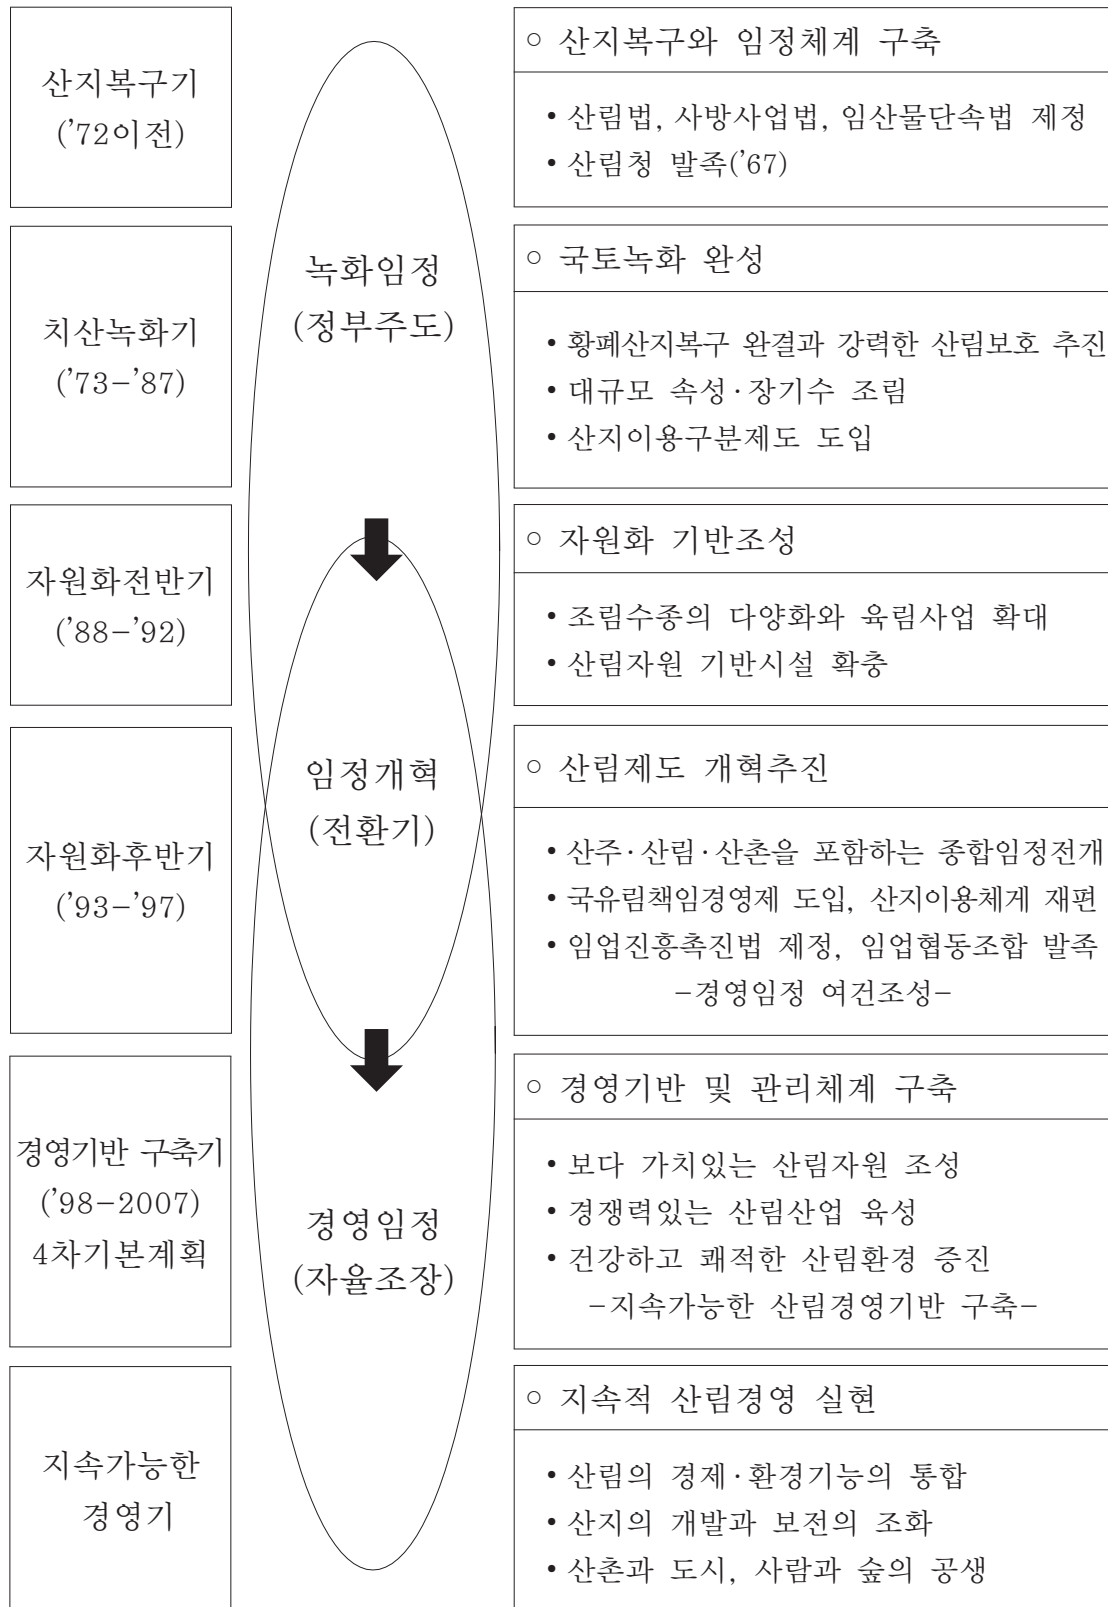 산지복구기
('72이전)
○ 산지복구와 임정체계 구축
• 산림법, 사방사업법, 임산물단속법 제정
• 산림청 발족('67)
치산녹화기
('73-'87)
녹화임정
(정부주도)
○ 국토녹화 완성
• 황폐산지복구 완결과 강력한 산림보호 추진
• 대규모 속성·장기수 조림
• 산지이용구분제도 도입
자원화전반기
('88-'92)
○ 자원화 기반조성
• 조림수종의 다양화와 육림사업 확대
• 산림자원 기반시설 확충
자원화후반기
('93-'97)
임정개혁
(전환기)
○ 산림제도 개혁추진
• 산주·산림·산촌을 포함하는 종합임정전개
• 국유림책임경영제 도입, 산지이용체게 재편
• 임업진흥촉진법 제정, 임업협동조합 발족
-경영임정 여건조성-
경영기반 구축기
('98-2007)
4차기본계획
경영임정
(자율조장)
○ 경영기반 및 관리체계 구축
• 보다 가치있는 산림자원 조성
• 경쟁력있는 산림산업 육성
• 건강하고 쾌적한 산림환경 증진
-지속가능한 산림경영기반 구축-
지속가능한
경영기
○ 지속적 산림경영 실현
• 산림의 경제·환경기능의 통합
• 산지의 개발과 보전의 조화
• 산촌과 도시, 사람과 숲의 공생